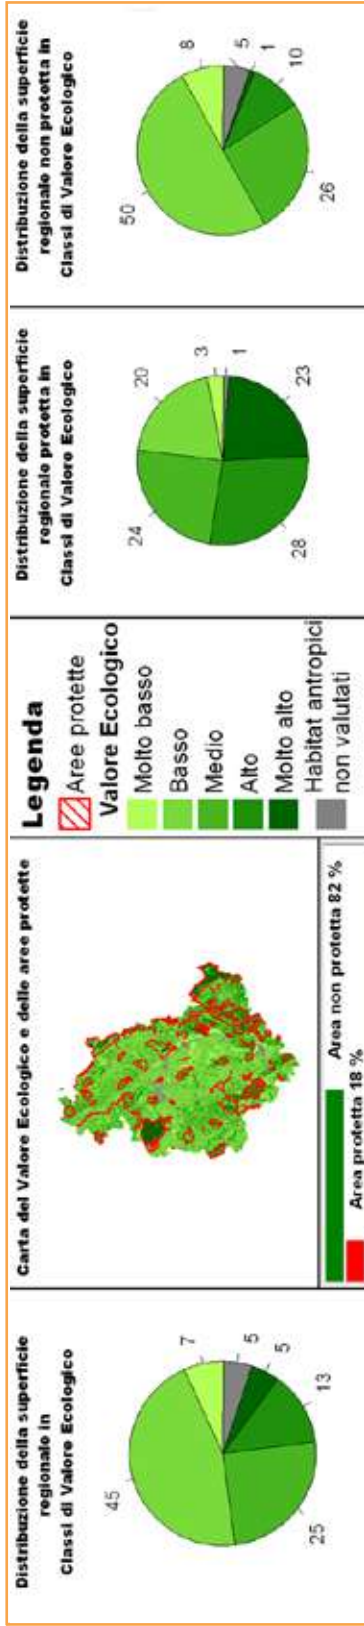 Distribuzione della superficie
regionale in
Classi di Valore Ecologico
45
7
5
5
13
25
Carta del Valore Ecologico e delle aree protette
Area non protetta 82 %
Area protetta 18 %
Legenda
Aree protette
Valore Ecologico
Molto basso
Basso
Medio
Alto
Molto alto
Habitat antropici
non valutati
Distribuzione della superficie
regionale protetta in
Classi di Valore Ecologico
24
20
3
1
23
28
Distribuzione della superficie
regionale non protetta in
Classi di Valore Ecologico
50
8
5
1
10
26